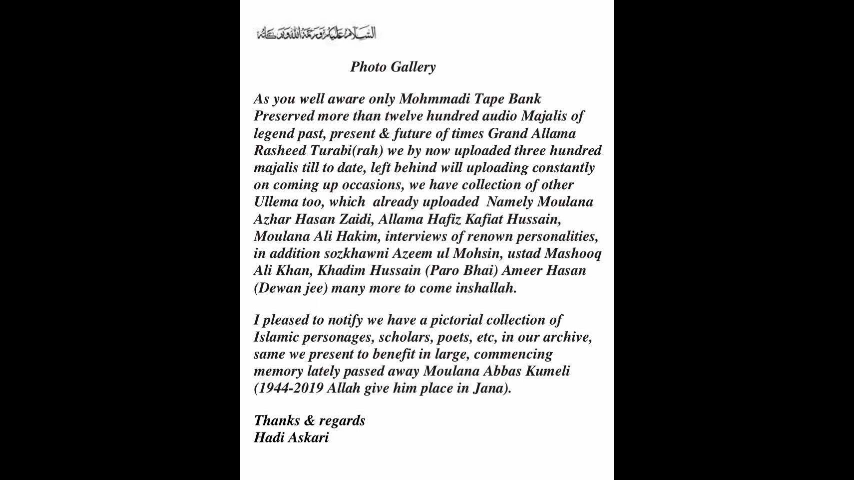 السلام علیکم ورحمۃ اللہ وبرکاتہ
Photo Gallery
As you well aware only Mohmmadi Tape Bank
Preserved more than twelve hundred audio Majalis of
legend past, present & future of times Grand Allama
Rasheed Turabi(rah) we by now uploaded three hundred
majalis till to date, left behind will uploading constantly
on coming up occasions, we have collection of other
Ullema too, which  already uploaded  Namely Moulana
Azhar Hasan Zaidi, Allama Hafiz Kafiat Hussain,
Moulana Ali Hakim, interviews of renown personalities,
in addition sozkhawni Azeem ul Mohsin, ustad Mashooq
Ali Khan, Khadim Hussain (Paro Bhai) Ameer Hasan
(Dewan jee) many more to come inshallah.
I pleased to notify we have a pictorial collection of
Islamic personages, scholars, poets, etc, in our archive,
same we present to benefit in large, commencing
memory lately passed away Moulana Abbas Kumeli
(1944-2019 Allah give him place in Jana).
Thanks & regards
Hadi Askari